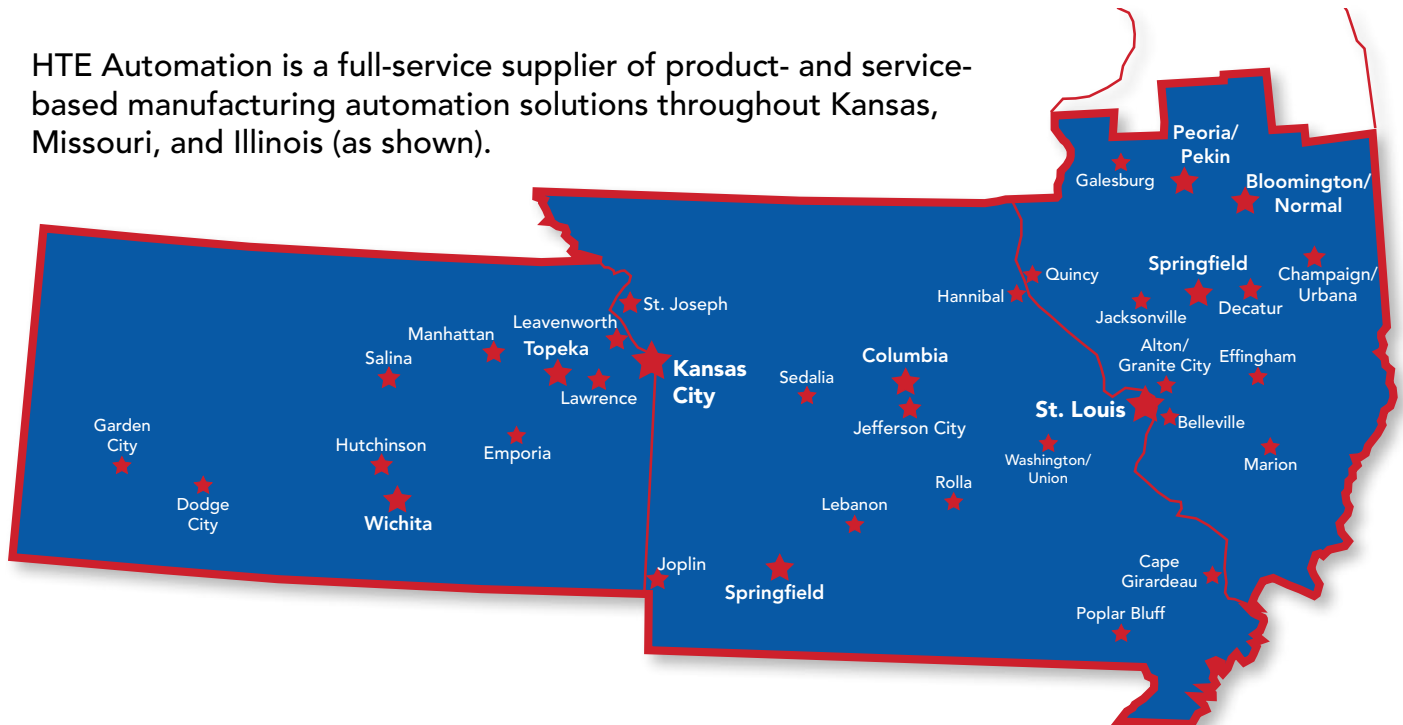 HTE Automation is a full-service supplier of product- and service-
based manufacturing automation solutions throughout Kansas,
Missouri, and Illinois (as shown).
Peoria/
Pekin
Galesburg
Bloomington/
Normal
Springfield
Champaign/
Urbana
Quincy
Hannibal
Jacksonville
Decatur
St. Joseph
Leavenworth
Manhattan
Topeka
Salina
Lawrence
Kansas
City
Columbia
Sedalia
Jefferson City
Alton/
Granite City
Effingham
St. Louis
Belleville
Marion
Washington/
Union
Garden
City
Dodge
City
Hutchinson
Emporia
Wichita
Rolla
Lebanon
Joplin
Springfield
Cape
Girardeau
Poplar Bluff